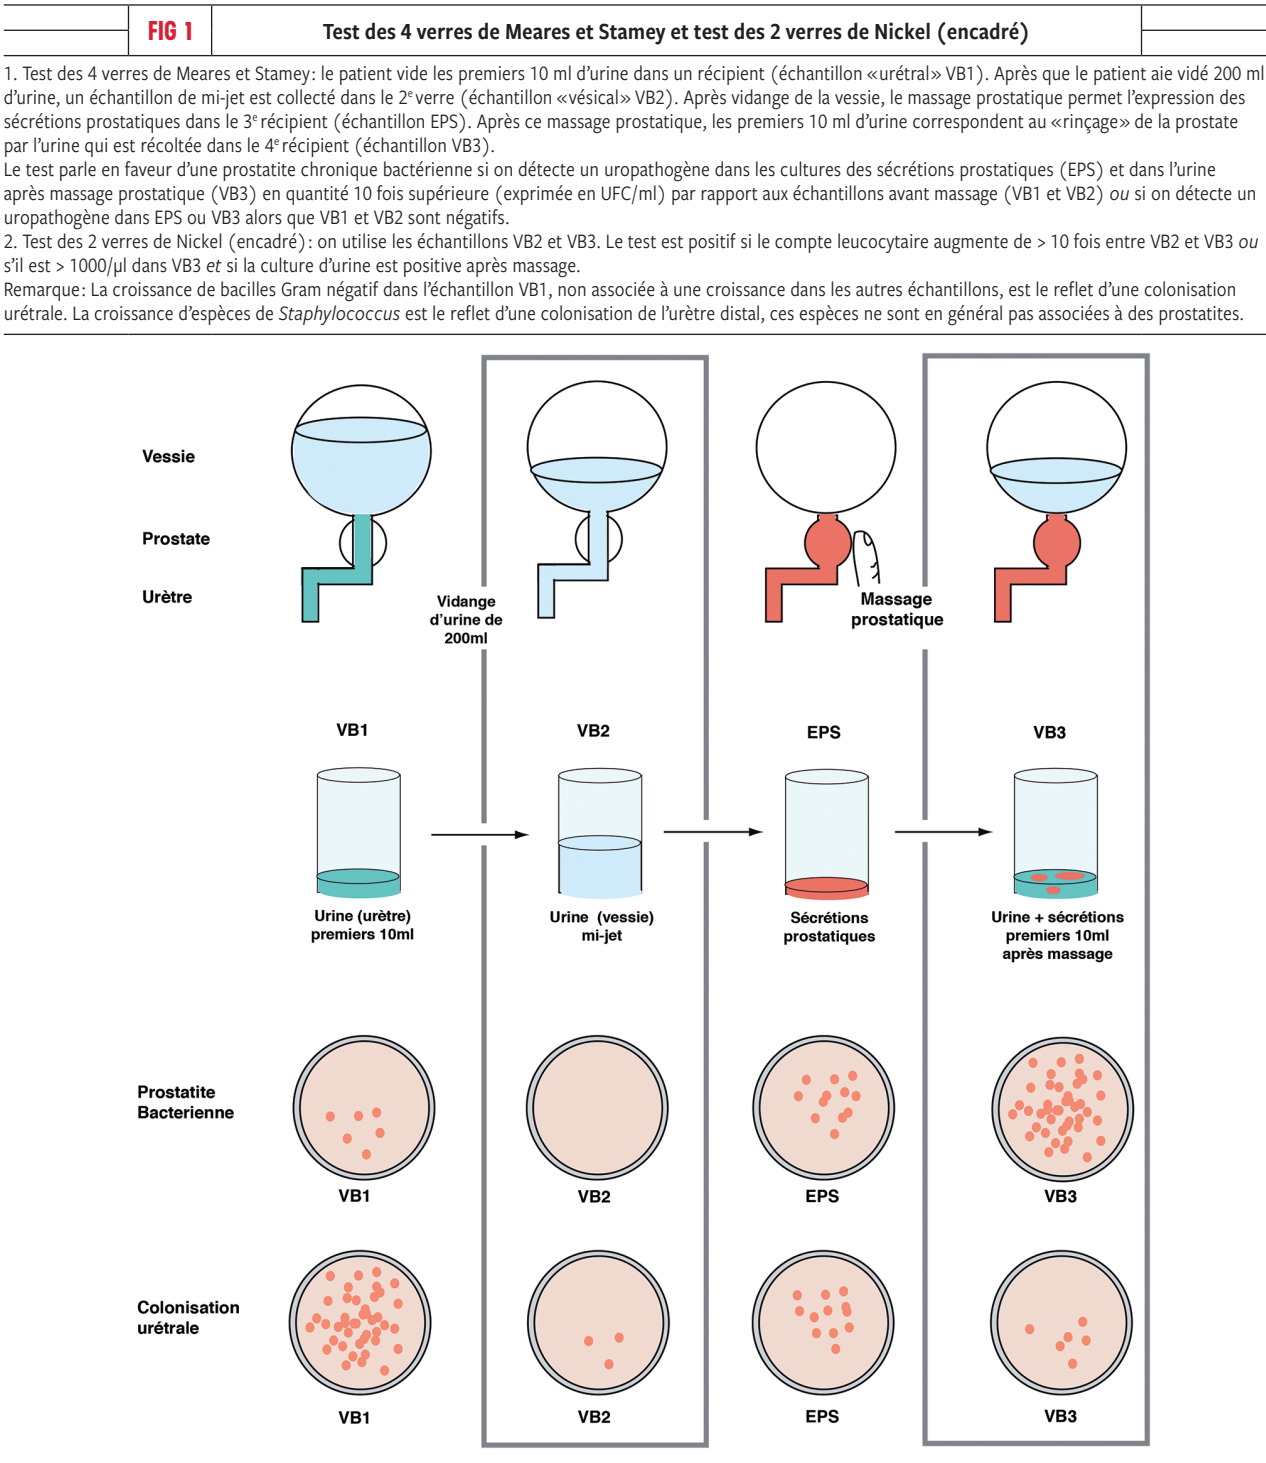 FIG 1
Test des 4 verres de Meares et Stamey et test des 2 verres de Nickel (encadré)
1. Test des 4 verres de Meares et Stamey: le patient vide les premiers 10 ml d’urine dans un récipient (échantillon «urétral» VB1). Après que le patient aie vidé 200 ml
d’urine, un échantillon de mi-jet est collecté dans le 2e verre (échantillon «vésical» VB2). Après vidange de la vessie, le massage prostatique permet l’expression des
sécrétions prostatiques dans le 3e récipient (échantillon EPS). Après ce massage prostatique, les premiers 10 ml d’urine correspondent au «rinçage» de la prostate
par l’urine qui est récoltée dans le 4e récipient (échantillon VB3).
Le test parle en faveur d’une prostatite chronique bactérienne si on détecte un uropathogène dans les cultures des sécrétions prostatiques (EPS) et dans l’urine
après massage prostatique (VB3) en quantité 10 fois supérieure (exprimée en UFC/ml) par rapport aux échantillons avant massage (VB1 et VB2) ou si on détecte un
uropathogène dans EPS ou VB3 alors que VB1 et VB2 sont négatifs.
2. Test des 2 verres de Nickel (encadré): on utilise les échantillons VB2 et VB3. Le test est positif si le compte leucocytaire augmente de > 10 fois entre VB2 et VB3 ou
s’il est > 1000/µl dans VB3 et si la culture d’urine est positive après massage.
Remarque: La croissance de bacilles Gram négatif dans l’échantillon VB1, non associée à une croissance dans les autres échantillons, est le reflet d’une colonisation
urétrale. La croissance d’espèces de Staphylococcus est le reflet d’une colonisation de l’urètre distal, ces espèces ne sont en général pas associées à des prostatites.
Vessie
Prostate
Urètre
Vidange
d’urine de
200ml
Massage
prostatique
VB1
VB2
EPS
VB3
Urine (urètre)
premiers 10ml
Urine (vessie)
mi-jet
Sécrétions
prostatiques
Urine + sécrétions
premiers 10ml
après massage
Prostatite
Bacterienne
VB1
VB2
EPS
VB3
Colonisation
urétrale
VB1
VB2
EPS
VB3